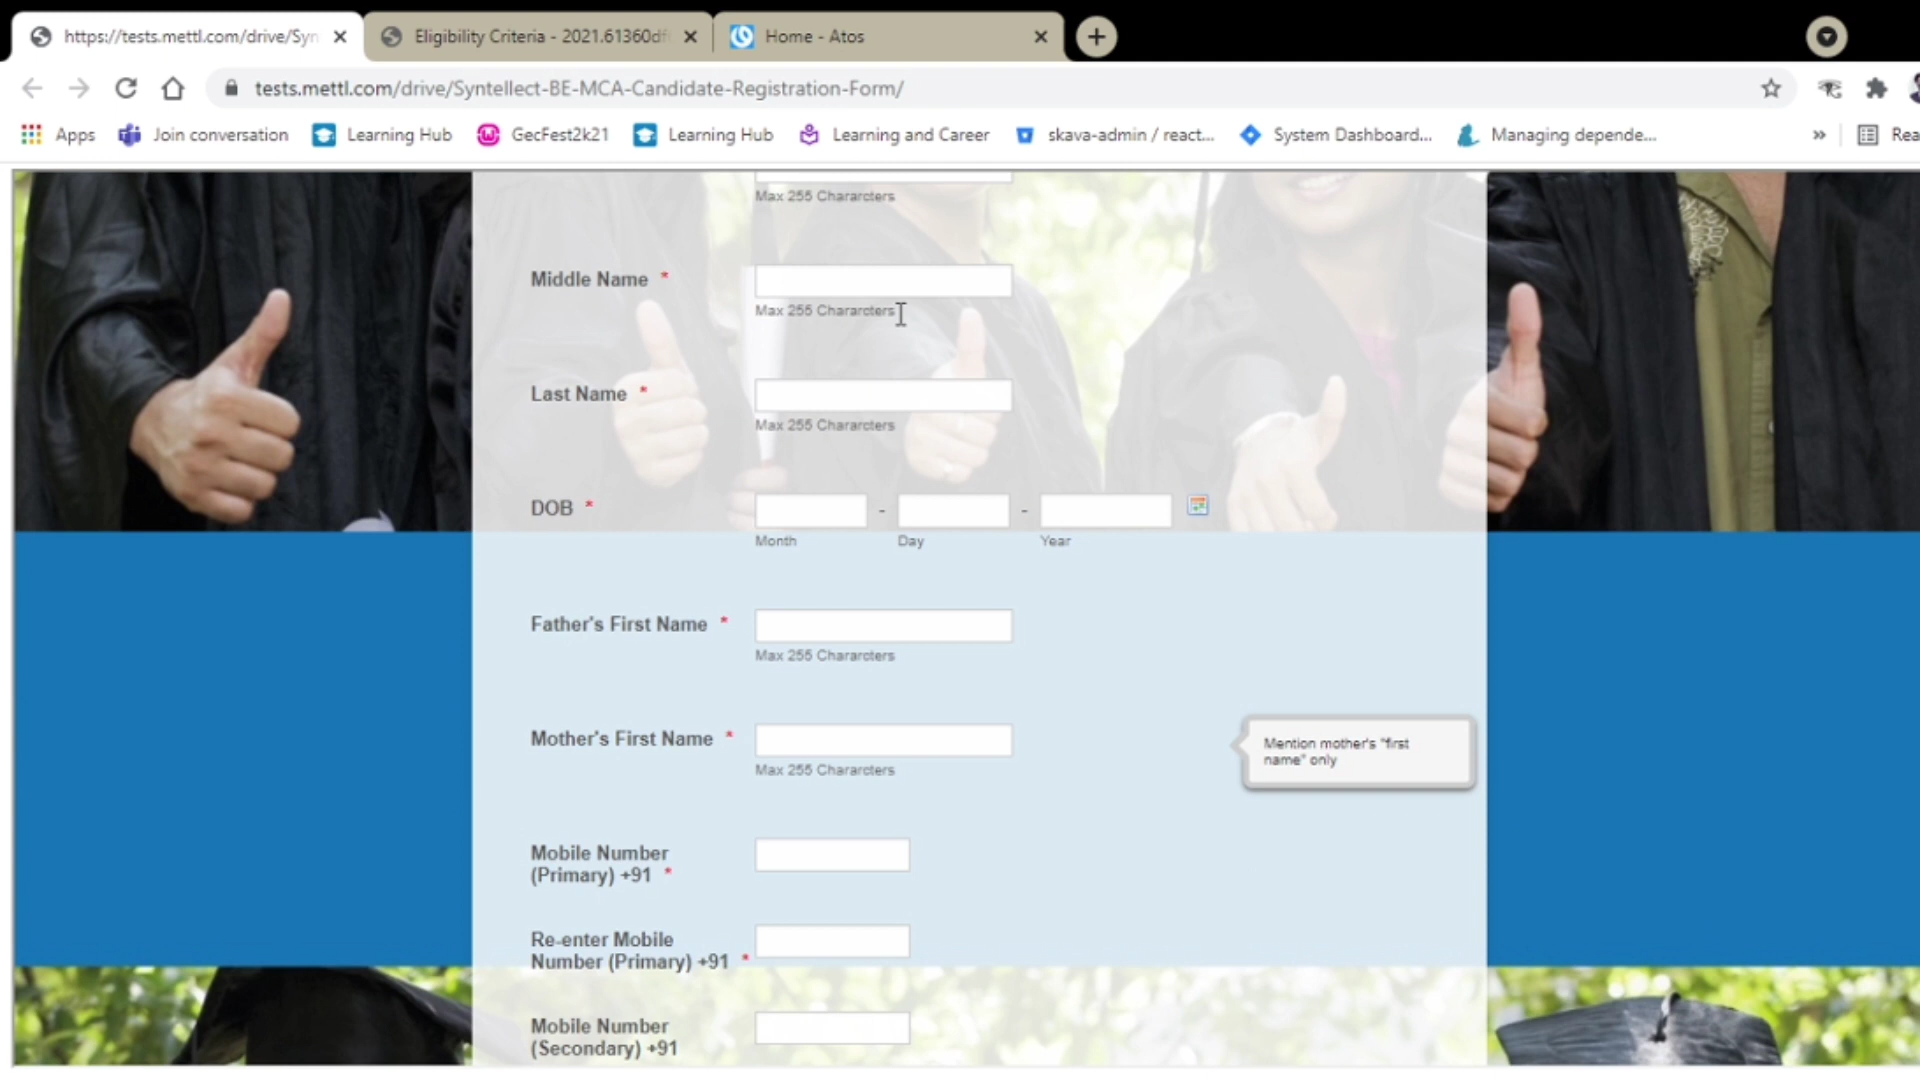 https://tests.mettl.com/drive/Syn
Eligibility Criteria - 2021.61360df
Home - Atos
tests.mettl.com/drive/Syntellect-BE-MCA-Candidate-Registration-Form/
Apps
Join conversation
Learning Hub
GecFest2k21
Learning Hub
Learning and Career
skava-admin / react...
System Dashboard...
Managing depende...
»
Rea
Max 255 Chararcters
Middle Name *
Max 255 Chararcters
Last Name *
Max 255 Chararcters
DOB *
- -
Month Day Year
Father's First Name *
Max 255 Chararcters
Mother's First Name *
Mention mother's "first
name" only
Max 255 Chararcters
Mobile Number
(Primary) +91 *
Re-enter Mobile
Number (Primary) +91 *
Mobile Number
(Secondary) +91